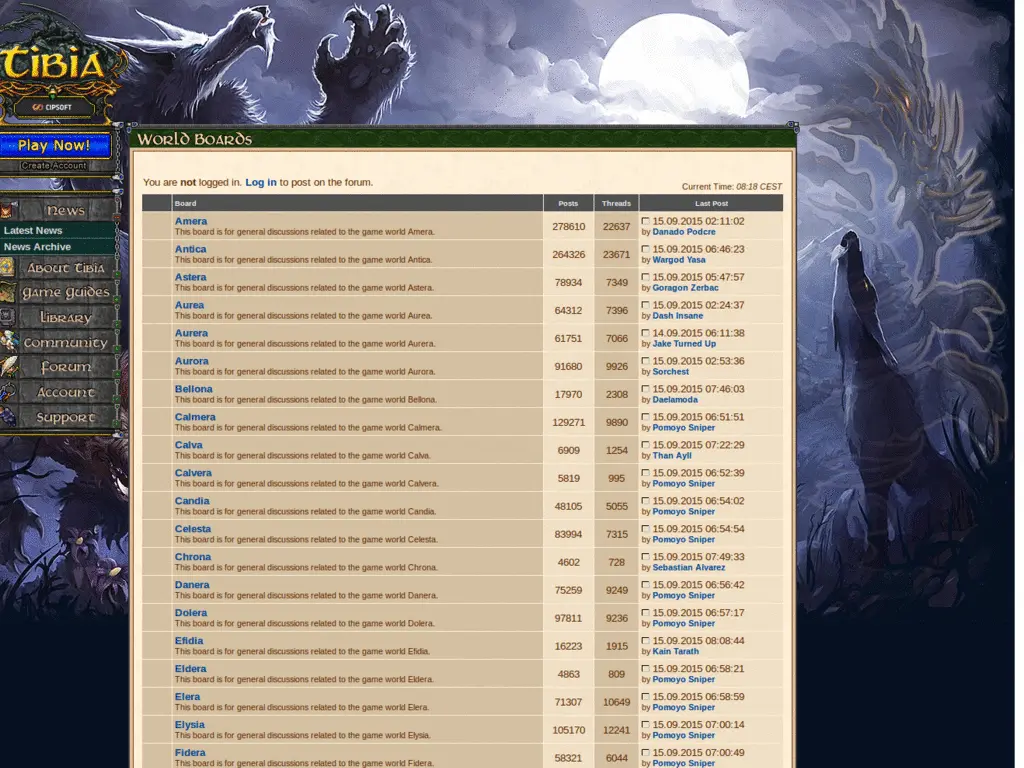 TIBIA
CIPSOFT
Play Now!
Create Account
News
Latest News
News Archive
About Tibia
Game Guides
Library
Community
Forum
Account
Support
World Boards
You are not logged in. Log in to post on the forum.
Current Time: 08:18 CEST
Board Posts Threads Last Post
Amera 278610 22637 15.09.2015 02:11:02
This board is for general discussions related to the game world Amera. by Danado Podcre
Antica 264326 23671 15.09.2015 06:46:23
This board is for general discussions related to the game world Antica. by Wargod Yasa
Astera 78934 7349 15.09.2015 05:47:57
This board is for general discussions related to the game world Astera. by Goragon Zerbac
Aurea 64312 7396 15.09.2015 02:24:37
This board is for general discussions related to the game world Aurea. by Dash Insane
Aurera 61751 7066 14.09.2015 06:11:38
This board is for general discussions related to the game world Aurera. by Jake Turned Up
Aurora 91680 9926 15.09.2015 02:53:36
This board is for general discussions related to the game world Aurora. by Sorchest
Bellona 17970 2308 15.09.2015 07:46:03
This board is for general discussions related to the game world Bellona. by Daelamoda
Calmera 129271 9890 15.09.2015 06:51:51
This board is for general discussions related to the game world Calmera. by Pomoyo Sniper
Calva 6909 1254 15.09.2015 07:22:29
This board is for general discussions related to the game world Calva. by Than Ayll
Calvera 5819 995 15.09.2015 06:52:39
This board is for general discussions related to the game world Calvera. by Pomoyo Sniper
Candia 48105 5055 15.09.2015 06:54:02
This board is for general discussions related to the game world Candia. by Pomoyo Sniper
Celesta 83994 7315 15.09.2015 06:54:54
This board is for general discussions related to the game world Celesta. by Pomoyo Sniper
Chrona 4602 728 15.09.2015 07:49:33
This board is for general discussions related to the game world Chrona. by Sebastian Alvarez
Danera 75259 9249 15.09.2015 06:56:42
This board is for general discussions related to the game world Danera. by Pomoyo Sniper
Dolera 97811 9236 15.09.2015 06:57:17
This board is for general discussions related to the game world Dolera. by Pomoyo Sniper
Efidia 16223 1915 15.09.2015 08:08:44
This board is for general discussions related to the game world Efidia. by Kain Tarath
Eldera 4863 809 15.09.2015 06:58:21
This board is for general discussions related to the game world Eldera. by Pomoyo Sniper
Elera 71307 10649 15.09.2015 06:58:59
This board is for general discussions related to the game world Elera. by Pomoyo Sniper
Elysia 105170 12241 15.09.2015 07:00:14
This board is for general discussions related to the game world Elysia. by Pomoyo Sniper
Fidera 58321 6044 15.09.2015 07:00:49
This board is for general discussions related to the game world Fidera. by Pomoyo Sniper